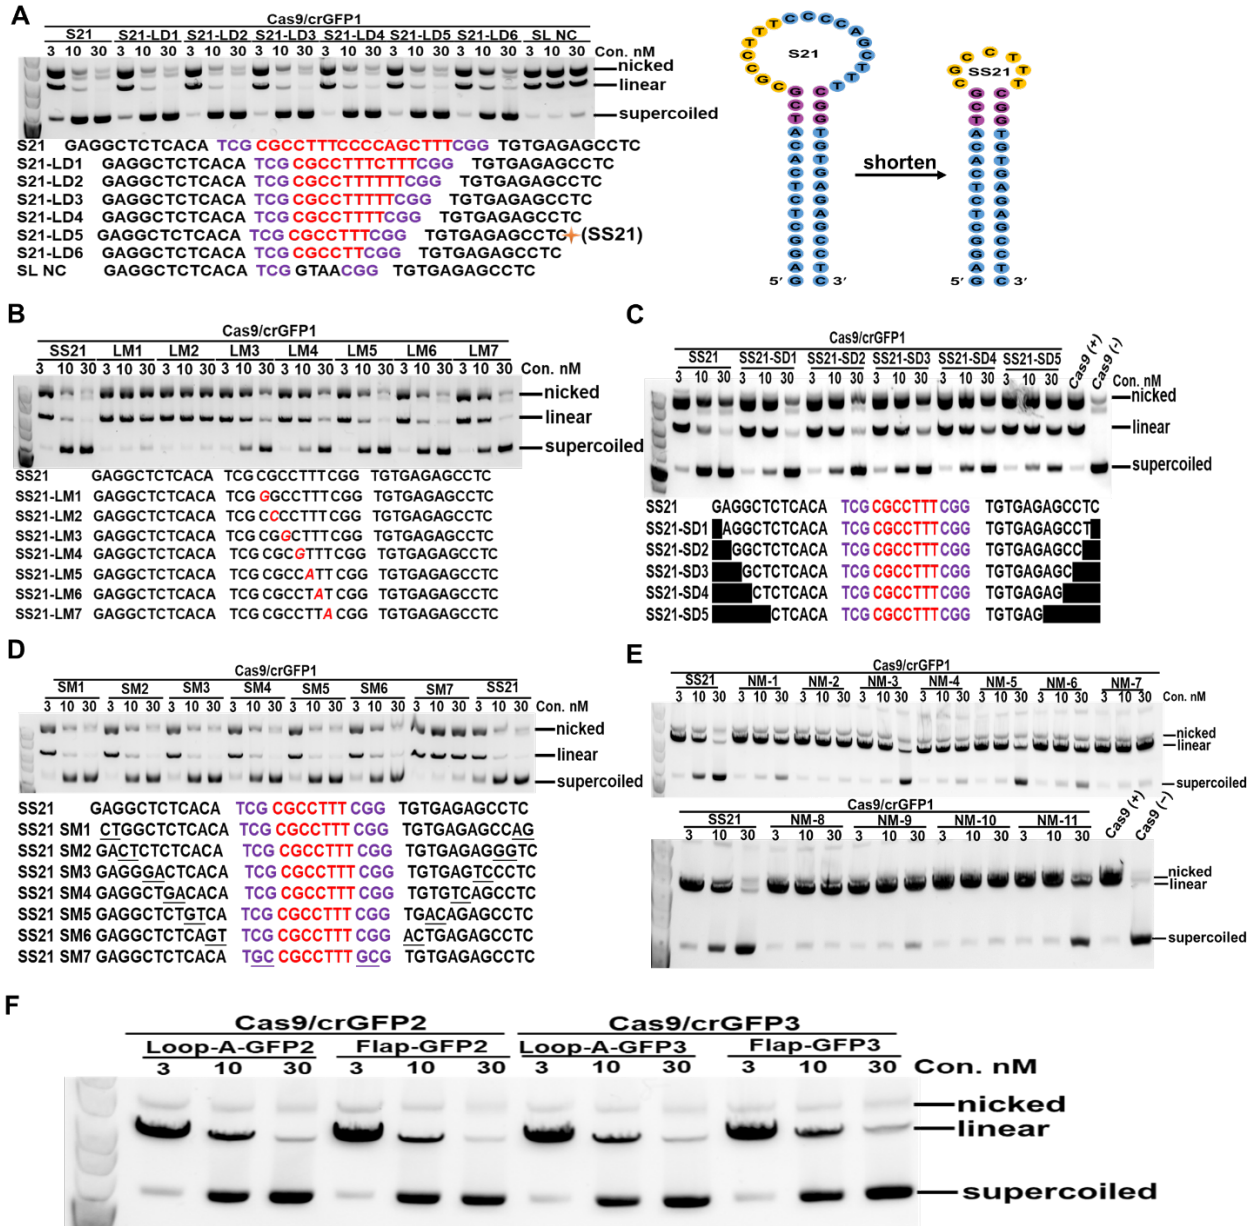 A
Cas9/crGFP1
S21 S21-LD1 S21-LD2 S21-LD3 S21-LD4 S21-LD5 S21-LD6 SL NC
3 10 30 3 10 30 3 10 30 3 10 30 3 10 30 3 10 30 3 10 30 3 10 30 Con. nM
nicked
linear
supercoiled
S21 GAGGCTCTCACA TCG CGCCTTTCCCCAGCTTTCGG TGTGAGAGCCTC
S21-LD1 GAGGCTCTCACA TCG CGCCTTTCTTTCGG TGTGAGAGCCTC
S21-LD2 GAGGCTCTCACA TCG CGCCTTTTTTCGG TGTGAGAGCCTC
S21-LD3 GAGGCTCTCACA TCG CGCCTTTTTCGG TGTGAGAGCCTC
S21-LD4 GAGGCTCTCACA TCG CGCCTTTTCGG TGTGAGAGCCTC
S21-LD5 GAGGCTCTCACA TCG CGCCTTTCGG TGTGAGAGCCTC (SS21)
S21-LD6 GAGGCTCTCACA TCG CGCCTTCGG TGTGAGAGCCTC
SL NC GAGGCTCTCACA TCG GTAACGG TGTGAGAGCCTC
S21
shorten
SS21
5′ 3′
5′ 3′
B
Cas9/crGFP1
SS21 LM1 LM2 LM3 LM4 LM5 LM6 LM7
3 10 30 3 10 30 3 10 30 3 10 30 3 10 30 3 10 30 3 10 30 3 10 30 Con. nM
nicked
linear
supercoiled
SS21 GAGGCTCTCACA TCG CGCCTTT CGG TGTGAGAGCCTC
SS21-LM1 GAGGCTCTCACA TCG GGCCTTT CGG TGTGAGAGCCTC
SS21-LM2 GAGGCTCTCACA TCG CCCCTTT CGG TGTGAGAGCCTC
SS21-LM3 GAGGCTCTCACA TCG CGGCTTT CGG TGTGAGAGCCTC
SS21-LM4 GAGGCTCTCACA TCG CGCGTTT CGG TGTGAGAGCCTC
SS21-LM5 GAGGCTCTCACA TCG CGCCATT CGG TGTGAGAGCCTC
SS21-LM6 GAGGCTCTCACA TCG CGCCTAT CGG TGTGAGAGCCTC
SS21-LM7 GAGGCTCTCACA TCG CGCCTTA CGG TGTGAGAGCCTC
C
Cas9/crGFP1
SS21 SS21-SD1 SS21-SD2 SS21-SD3 SS21-SD4 SS21-SD5 Cas9 (+) Cas9 (-)
3 10 30 3 10 30 3 10 30 3 10 30 3 10 30 3 10 30 Con. nM
nicked
linear
supercoiled
SS21 GAGGCTCTCACA TCG CGCCTTT CGG TGTGAGAGCCTC
SS21-SD1 AGGCTCTCACA TCG CGCCTTT CGG TGTGAGAGCCT
SS21-SD2 GGCTCTCACA TCG CGCCTTT CGG TGTGAGAGCC
SS21-SD3 GCTCTCACA TCG CGCCTTT CGG TGTGAGAGC
SS21-SD4 CTCTCACA TCG CGCCTTT CGG TGTGAGAG
SS21-SD5 CTCACA TCG CGCCTTT CGG TGTGAG
D
Cas9/crGFP1
SM1 SM2 SM3 SM4 SM5 SM6 SM7 SS21
3 10 30 3 10 30 3 10 30 3 10 30 3 10 30 3 10 30 3 10 30 3 10 30 Con. nM
nicked
linear
supercoiled
SS21 GAGGCTCTCACA TCG CGCCTTT CGG TGTGAGAGCCTC
SS21 SM1 CTGGCTCTCACA TCG CGCCTTT CGG TGTGAGAGCCAG
SS21 SM2 GACTCTCTCACA TCG CGCCTTT CGG TGTGAGAGGGTC
SS21 SM3 GAGGGACTCACA TCG CGCCTTT CGG TGTGAGTCCCTC
SS21 SM4 GAGGCTGACACA TCG CGCCTTT CGG TGTGTCAGCCTC
SS21 SM5 GAGGCTCTGTCA TCG CGCCTTT CGG TGACAGAGCCTC
SS21 SM6 GAGGCTCTCAGT TCG CGCCTTT CGG ACTGAGAGCCTC
SS21 SM7 GAGGCTCTCACA TGC CGCCTTT GCG TGTGAGAGCCTC
E
Cas9/crGFP1
SS21 NM-1 NM-2 NM-3 NM-4 NM-5 NM-6 NM-7
3 10 30 3 10 30 3 10 30 3 10 30 3 10 30 3 10 30 3 10 30 3 10 30
Con. nM
nicked
linear
supercoiled
Cas9/crGFP1
SS21 NM-8 NM-9 NM-10 NM-11 Cas9 (+) Cas9 (-)
3 10 30 3 10 30 3 10 30 3 10 30 3 10 30
nicked
linear
supercoiled
F
Cas9/crGFP2 Cas9/crGFP3
Loop-A-GFP2 Flap-GFP2 Loop-A-GFP3 Flap-GFP3
3 10 30 3 10 30 3 10 30 3 10 30 Con. nM
nicked
linear
supercoiled